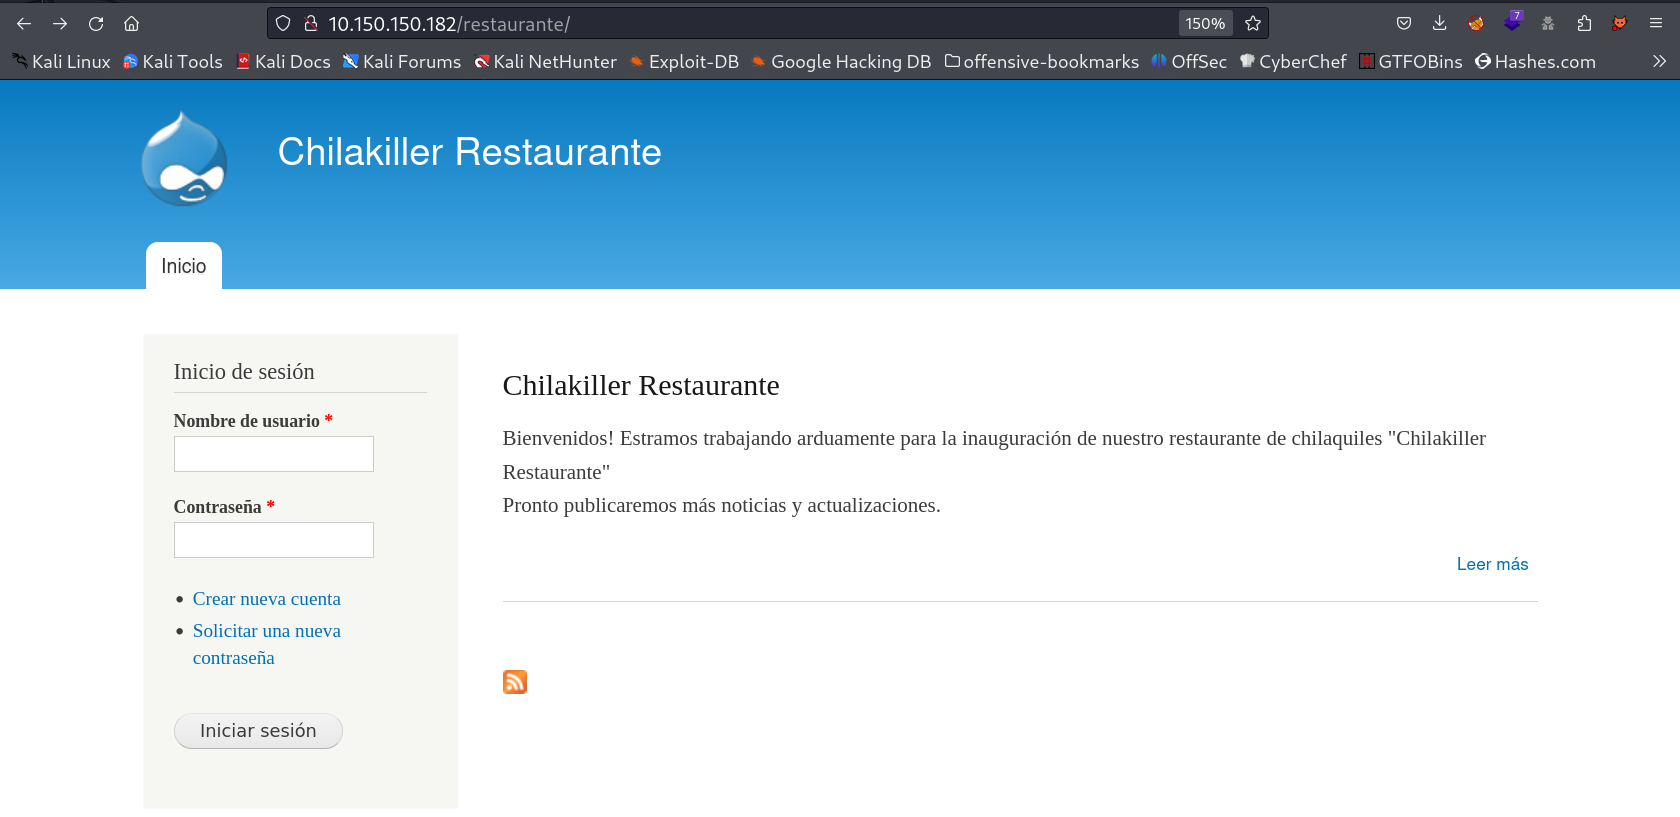 10.150.150.182/restaurante/
150%
7
Kali Linux
Kali Tools
Kali Docs
Kali Forums
Kali NetHunter
Exploit-DB
Google Hacking DB
offensive-bookmarks
OffSec
CyberChef
GTFOBins
Hashes.com
Chilakiller Restaurante
Inicio
Inicio de sesión
Nombre de usuario *
Contraseña *
Crear nueva cuenta
Solicitar una nueva
contraseña
Iniciar sesión
Chilakiller Restaurante
Bienvenidos! Estramos trabajando arduamente para la inauguración de nuestro restaurante de chilaquiles "Chilakiller
Restaurante"
Pronto publicaremos más noticias y actualizaciones.
Leer más